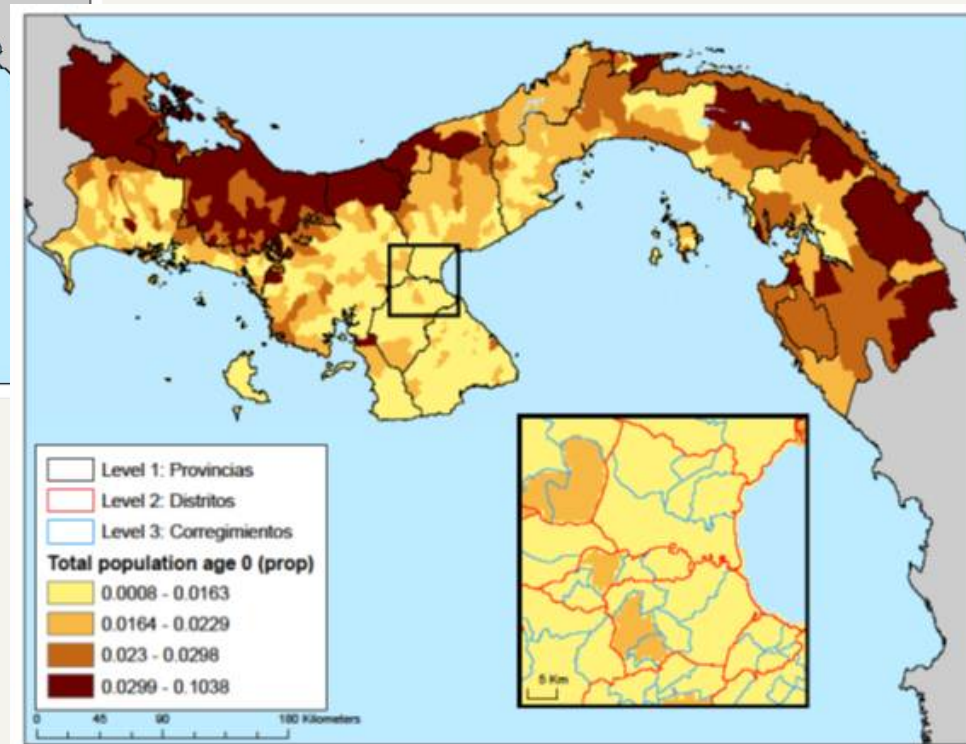 Level 1: Provincias
Level 2: Distritos
Level 3: Corregimientos
Total population age 0 (prop)
0.0008 - 0.0163
0.0164 - 0.0229
0.023 - 0.0298
0.0299 - 0.1038
0 45 90 180 Kilometers
5 Km